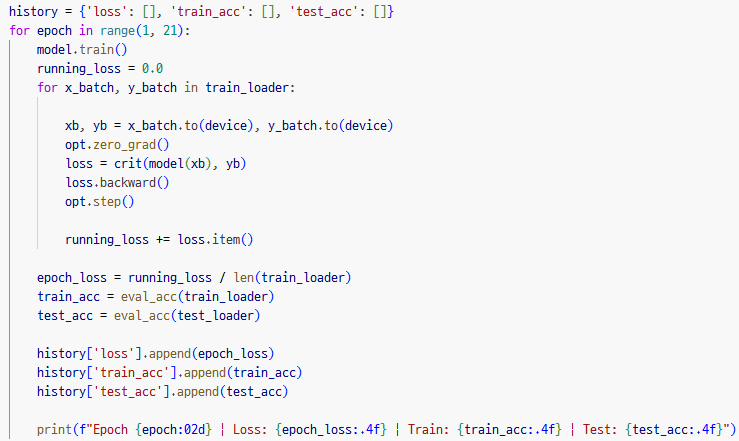 history = {'loss': [], 'train_acc': [], 'test_acc': []}
for epoch in range(1, 21):
    model.train()
    running_loss = 0.0
    for x_batch, y_batch in train_loader:

        xb, yb = x_batch.to(device), y_batch.to(device)
        opt.zero_grad()
        loss = crit(model(xb), yb)
        loss.backward()
        opt.step()

        running_loss += loss.item()

    epoch_loss = running_loss / len(train_loader)
    train_acc = eval_acc(train_loader)
    test_acc = eval_acc(test_loader)

    history['loss'].append(epoch_loss)
    history['train_acc'].append(train_acc)
    history['test_acc'].append(test_acc)

    print(f"Epoch {epoch:02d} | Loss: {epoch_loss:.4f} | Train: {train_acc:.4f} | Test: {test_acc:.4f}")